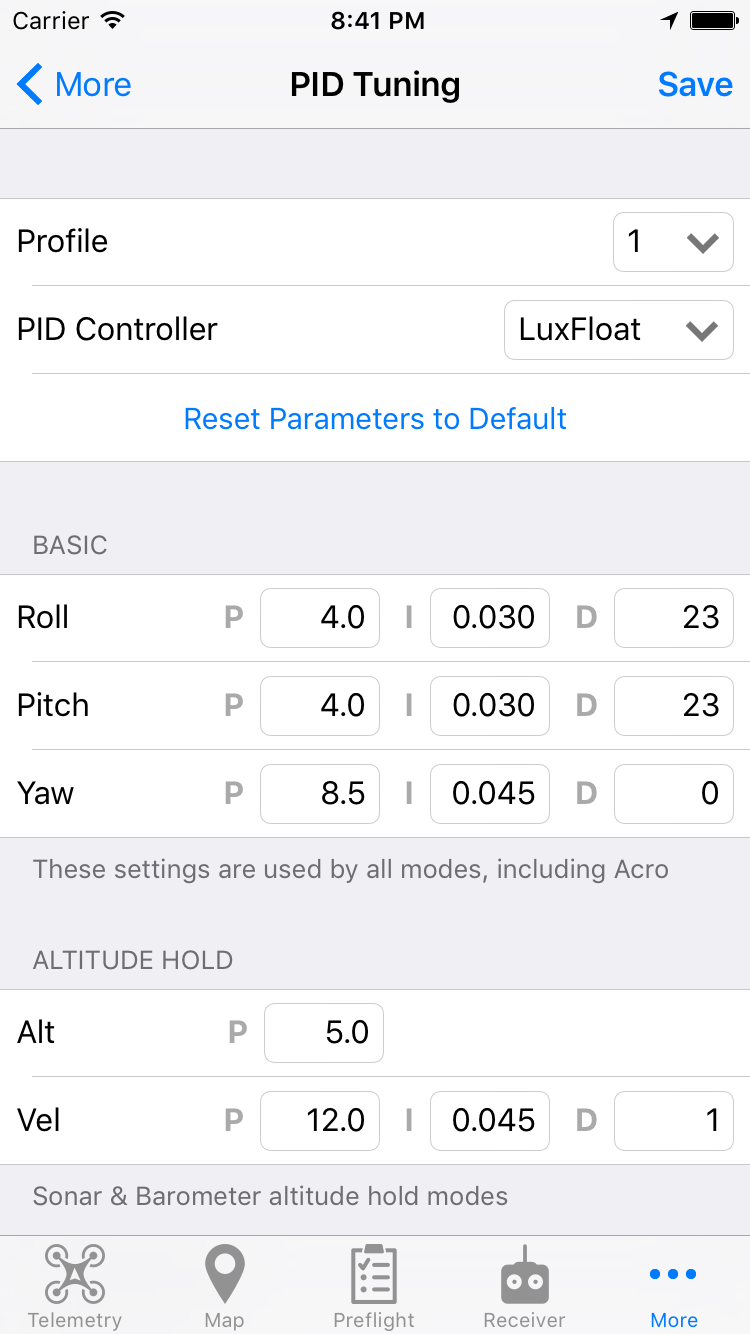 Carrier 8:41 PM
More PID Tuning Save
Profile 1
PID Controller LuxFloat
Reset Parameters to Default
BASIC
Roll P 4.0 I 0.030 D 23
Pitch P 4.0 I 0.030 D 23
Yaw P 8.5 I 0.045 D 0
These settings are used by all modes, including Acro
ALTITUDE HOLD
Alt P 5.0
Vel P 12.0 I 0.045 D 1
Sonar & Barometer altitude hold modes
Telemetry Map Preflight Receiver More